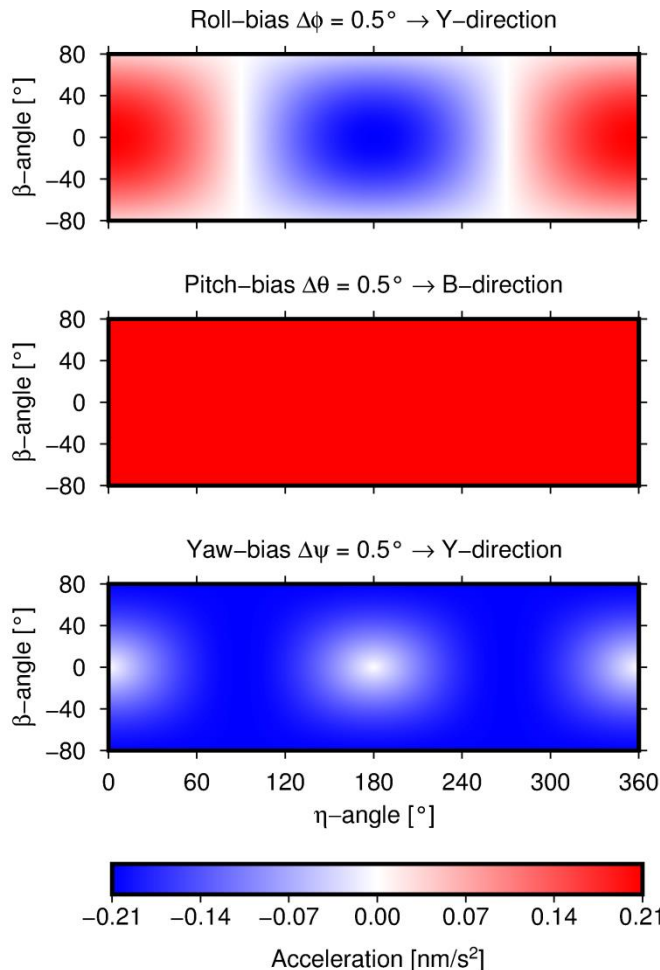 Roll−bias Δϕ = 0.5° → Y−direction
80
40
0
−40
−80
β−angle [°]
Pitch−bias Δθ = 0.5° → B−direction
80
40
0
−40
−80
β−angle [°]
Yaw−bias Δψ = 0.5° → Y−direction
80
40
0
−40
−80
β−angle [°]
0 60 120 180 240 300 360
η−angle [°]
−0.21 −0.14 −0.07 0.00 0.07 0.14 0.21
Acceleration [nm/s²]